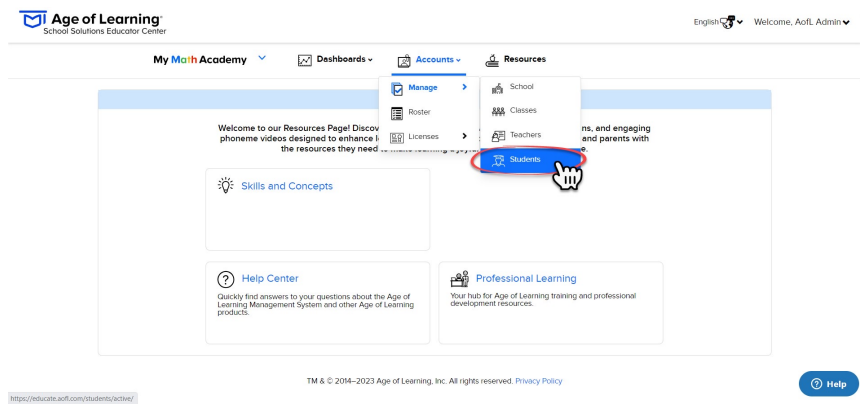 Age of Learning
School Solutions Educator Center
English
Welcome, AofL Admin
My Math Academy
Dashboards
Accounts
Resources
Manage
School
Roster
Classes
Licenses
Teachers
Students
Welcome to our Resources Page! Discov ns, and engaging
phoneme videos designed to enhance l and parents with
the resources they need to make learning a joyful e.
Skills and Concepts
Help Center
Quickly find answers to your questions about the Age of
Learning Management System and other Age of Learning
products.
Professional Learning
Your hub for Age of Learning training and professional
development resources.
TM & © 2014–2023 Age of Learning, Inc. All rights reserved. Privacy Policy
Help
https://educate.aofl.com/students/active/